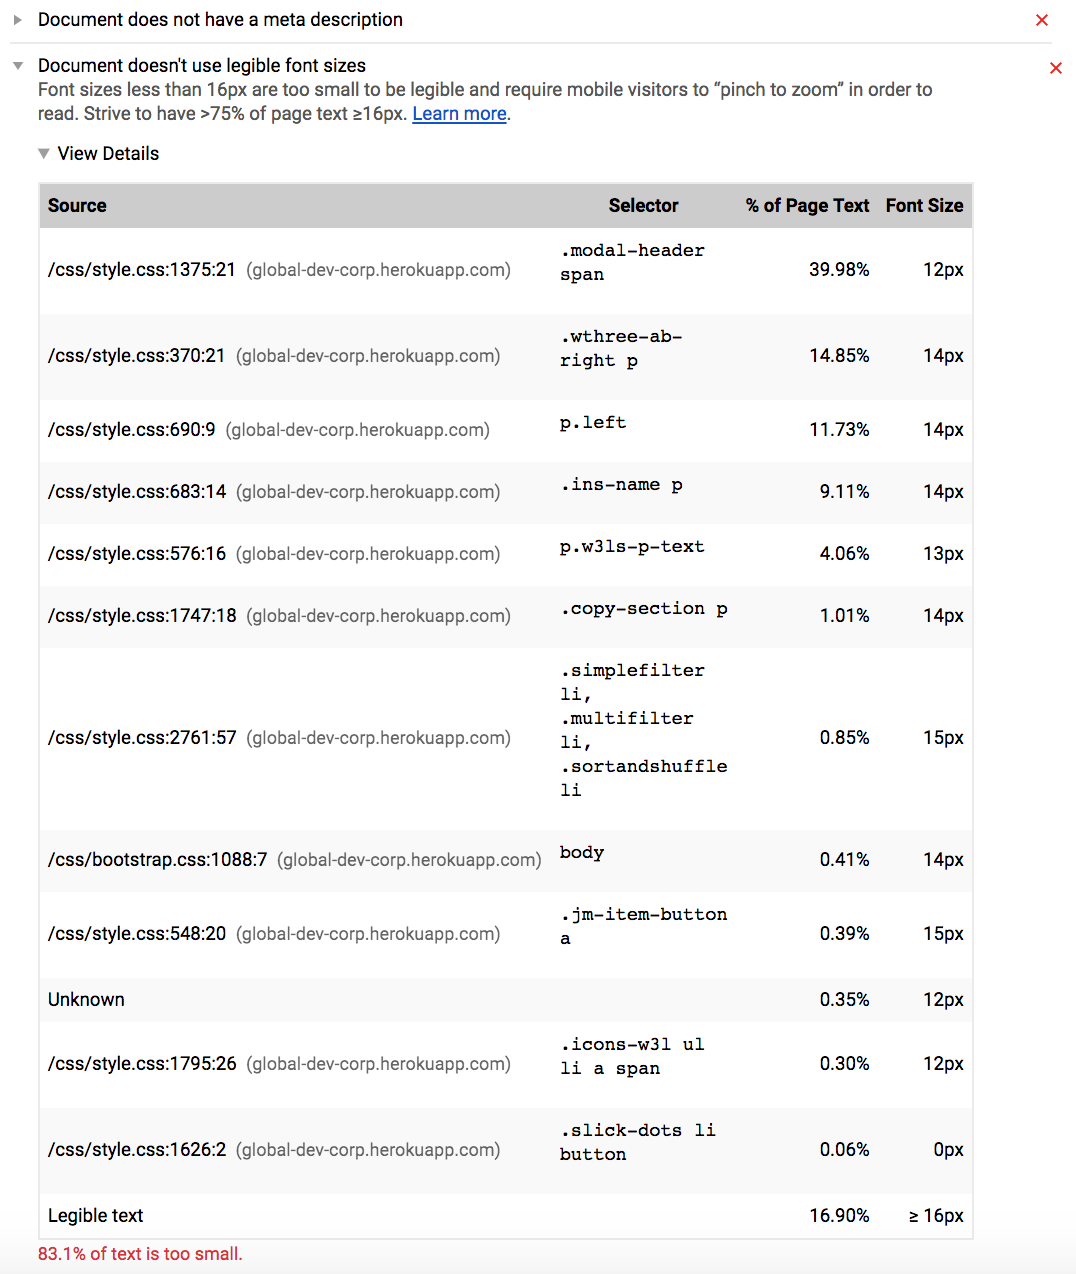 Document does not have a meta description
Document doesn't use legible font sizes
Font sizes less than 16px are too small to be legible and require mobile visitors to “pinch to zoom” in order to
read. Strive to have >75% of page text ≥16px. Learn more.
View Details
Source Selector % of Page Text Font Size
/css/style.css:1375:21 (global-dev-corp.herokuapp.com) .modal-header span 39.98% 12px
/css/style.css:370:21 (global-dev-corp.herokuapp.com) .wthree-ab-right p 14.85% 14px
/css/style.css:690:9 (global-dev-corp.herokuapp.com) p.left 11.73% 14px
/css/style.css:683:14 (global-dev-corp.herokuapp.com) .ins-name p 9.11% 14px
/css/style.css:576:16 (global-dev-corp.herokuapp.com) p.w3ls-p-text 4.06% 13px
/css/style.css:1747:18 (global-dev-corp.herokuapp.com) .copy-section p 1.01% 14px
/css/style.css:2761:57 (global-dev-corp.herokuapp.com) .simplefilter li, .multifilter li, .sortandshuffle li 0.85% 15px
/css/bootstrap.css:1088:7 (global-dev-corp.herokuapp.com) body 0.41% 14px
/css/style.css:548:20 (global-dev-corp.herokuapp.com) .jm-item-button a 0.39% 15px
Unknown 0.35% 12px
/css/style.css:1795:26 (global-dev-corp.herokuapp.com) .icons-w3l ul li a span 0.30% 12px
/css/style.css:1626:2 (global-dev-corp.herokuapp.com) .slick-dots li button 0.06% 0px
Legible text 16.90% ≥ 16px
83.1% of text is too small.